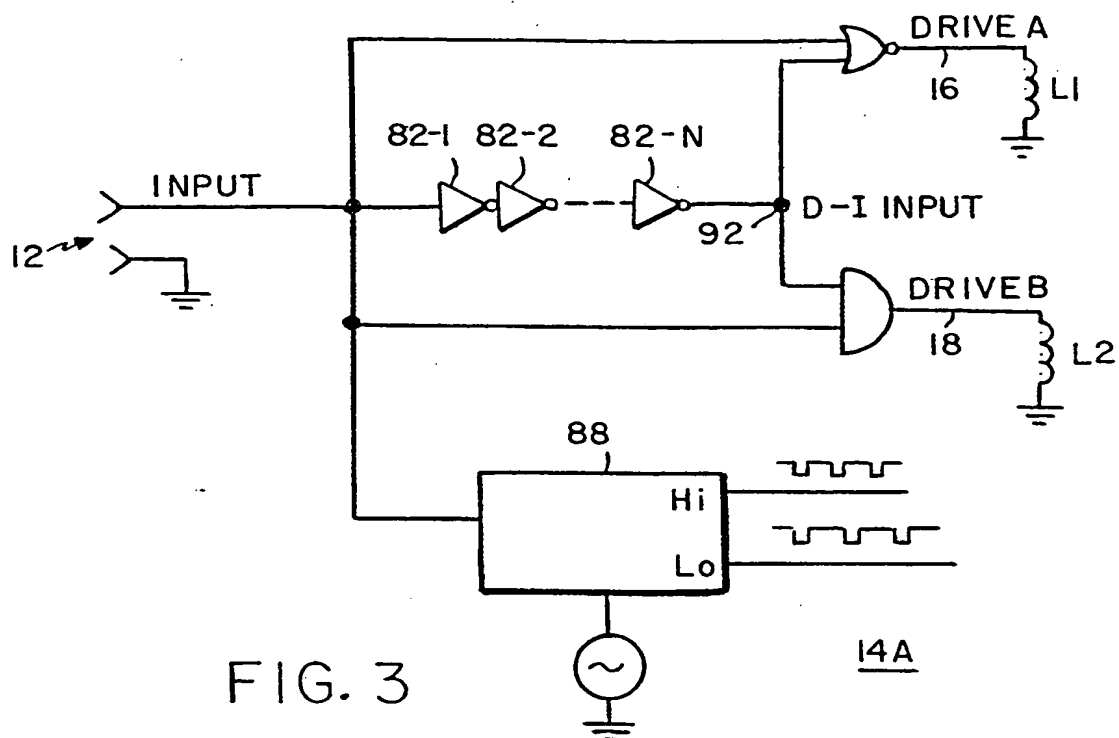 DRIVE A
16
L1
82-1
82-2
82-N
INPUT
12
92
D-I INPUT
DRIVE B
18
L2
88
Hi
Lo
14A
FIG. 3